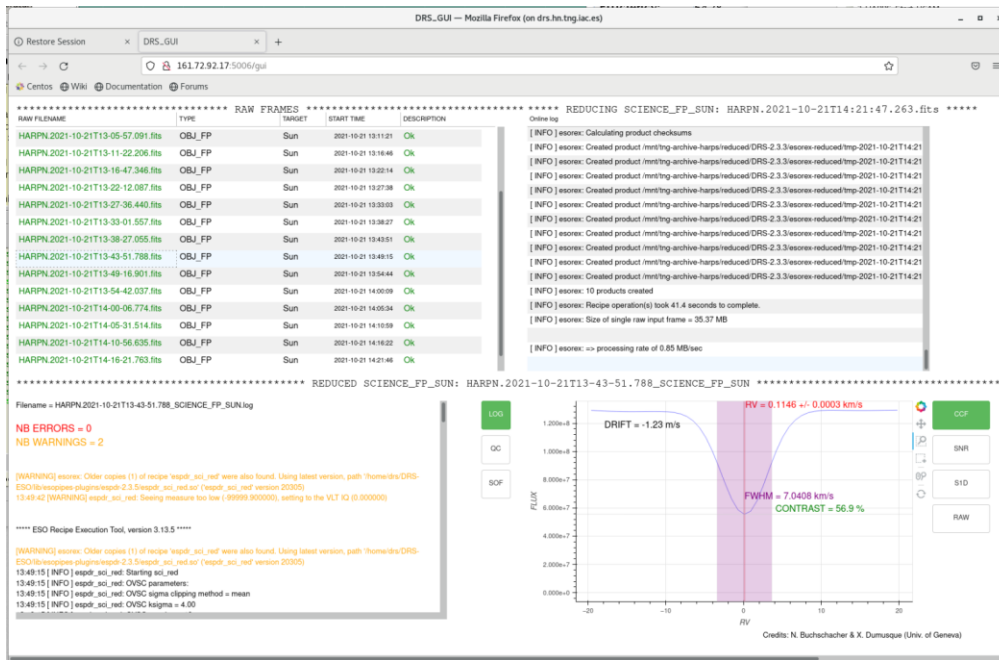 DRS_GUI — Mozilla Firefox (on drs.hn.tng.iac.es)
Restore Session × DRS_GUI × +
161.72.92.17:5006/gui
Centos Wiki Documentation Forums
******************************** RAW FRAMES **********************************
***** REDUCING SCIENCE_FP_SUN: HARPN.2021-10-21T14:21:47.263.fits *****
RAW FILENAME TYPE TARGET START TIME DESCRIPTION
HARPN.2021-10-21T13-05-57.091.fits OBJ_FP Sun 2021-10-21 13:11:21 Ok
HARPN.2021-10-21T13-11-22.206.fits OBJ_FP Sun 2021-10-21 13:16:46 Ok
HARPN.2021-10-21T13-16-47.346.fits OBJ_FP Sun 2021-10-21 13:22:14 Ok
HARPN.2021-10-21T13-22-12.087.fits OBJ_FP Sun 2021-10-21 13:27:38 Ok
HARPN.2021-10-21T13-27-36.440.fits OBJ_FP Sun 2021-10-21 13:33:03 Ok
HARPN.2021-10-21T13-33-01.557.fits OBJ_FP Sun 2021-10-21 13:38:27 Ok
HARPN.2021-10-21T13-38-27.055.fits OBJ_FP Sun 2021-10-21 13:43:51 Ok
HARPN.2021-10-21T13-43-51.788.fits OBJ_FP Sun 2021-10-21 13:49:15 Ok
HARPN.2021-10-21T13-49-16.901.fits OBJ_FP Sun 2021-10-21 13:54:44 Ok
HARPN.2021-10-21T13-54-42.037.fits OBJ_FP Sun 2021-10-21 14:00:09 Ok
HARPN.2021-10-21T14-00-06.774.fits OBJ_FP Sun 2021-10-21 14:05:34 Ok
HARPN.2021-10-21T14-05-31.514.fits OBJ_FP Sun 2021-10-21 14:10:59 Ok
HARPN.2021-10-21T14-10-56.635.fits OBJ_FP Sun 2021-10-21 14:16:22 Ok
HARPN.2021-10-21T14-16-21.763.fits OBJ_FP Sun 2021-10-21 14:21:46 Ok
Online log
[ INFO ] esorex: Calculating product checksums
[ INFO ] esorex: Created product /mnt/tng-archive-harps/reduced/DRS-2.3.3/esorex-reduced/tmp-2021-10-21T14:21
[ INFO ] esorex: Created product /mnt/tng-archive-harps/reduced/DRS-2.3.3/esorex-reduced/tmp-2021-10-21T14:21
[ INFO ] esorex: Created product /mnt/tng-archive-harps/reduced/DRS-2.3.3/esorex-reduced/tmp-2021-10-21T14:21
[ INFO ] esorex: Created product /mnt/tng-archive-harps/reduced/DRS-2.3.3/esorex-reduced/tmp-2021-10-21T14:21
[ INFO ] esorex: Created product /mnt/tng-archive-harps/reduced/DRS-2.3.3/esorex-reduced/tmp-2021-10-21T14:21
[ INFO ] esorex: Created product /mnt/tng-archive-harps/reduced/DRS-2.3.3/esorex-reduced/tmp-2021-10-21T14:21
[ INFO ] esorex: Created product /mnt/tng-archive-harps/reduced/DRS-2.3.3/esorex-reduced/tmp-2021-10-21T14:21
[ INFO ] esorex: Created product /mnt/tng-archive-harps/reduced/DRS-2.3.3/esorex-reduced/tmp-2021-10-21T14:21
[ INFO ] esorex: Created product /mnt/tng-archive-harps/reduced/DRS-2.3.3/esorex-reduced/tmp-2021-10-21T14:21
[ INFO ] esorex: Created product /mnt/tng-archive-harps/reduced/DRS-2.3.3/esorex-reduced/tmp-2021-10-21T14:21
[ INFO ] esorex: 10 products created
[ INFO ] esorex: Recipe operation(s) took 41.4 seconds to complete.
[ INFO ] esorex: Size of single raw input frame = 35.37 MB
[ INFO ] esorex: => processing rate of 0.85 MB/sec
********************************************* REDUCED SCIENCE_FP_SUN: HARPN.2021-10-21T13-43-51.788_SCIENCE_FP_SUN **************************************
Filename = HARPN.2021-10-21T13-43-51.788_SCIENCE_FP_SUN.log
NB ERRORS = 0
NB WARNINGS = 2
[WARNING] esorex: Older copies (1) of recipe 'espdr_sci_red' were also found. Using latest version, path '/home/drs/DRS-
ESO/lib/esopipes-plugins/espdr-2.3.5/espdr_sci_red.so' ('espdr_sci_red' version 20305)
13:49:42 [WARNING] espdr_sci_red: Seeing measure too low (-99999.900000), setting to the VLT IQ (0.000000)
***** ESO Recipe Execution Tool, version 3.13.5 *****
[WARNING] esorex: Older copies (1) of recipe 'espdr_sci_red' were also found. Using latest version, path '/home/drs/DRS-
ESO/lib/esopipes-plugins/espdr-2.3.5/espdr_sci_red.so' ('espdr_sci_red' version 20305)
13:49:15 [ INFO ] espdr_sci_red: Starting sci_red
13:49:15 [ INFO ] espdr_sci_red: OVSC parameters:
13:49:15 [ INFO ] espdr_sci_red: OVSC sigma clipping method = mean
13:49:15 [ INFO ] espdr_sci_red: OVSC ksigma = 4.00
LOG
QC
SOF
RV = 0.1146 +/- 0.0003 km/s
DRIFT = -1.23 m/s
FWHM = 7.0408 km/s
CONTRAST = 56.9 %
FLUX
1.200e+8
1.000e+8
8.000e+7
6.000e+7
4.000e+7
2.000e+7
0.000e+0
−20 −10 0 10 20
RV
CCF
SNR
S1D
RAW
Credits: N. Buchschacher & X. Dumusque (Univ. of Geneva)